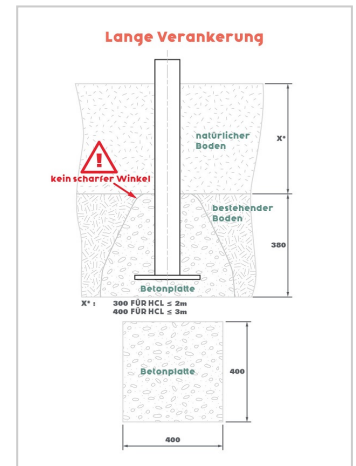 Lange Verankerung
natürlicher
Boden
X*
!
kein scharfer Winkel
bestehender
Boden
380
Betonplatte
X* : 300 FÜR HCL ≤ 2m
400 FÜR HCL ≤ 3m
Betonplatte
400
400